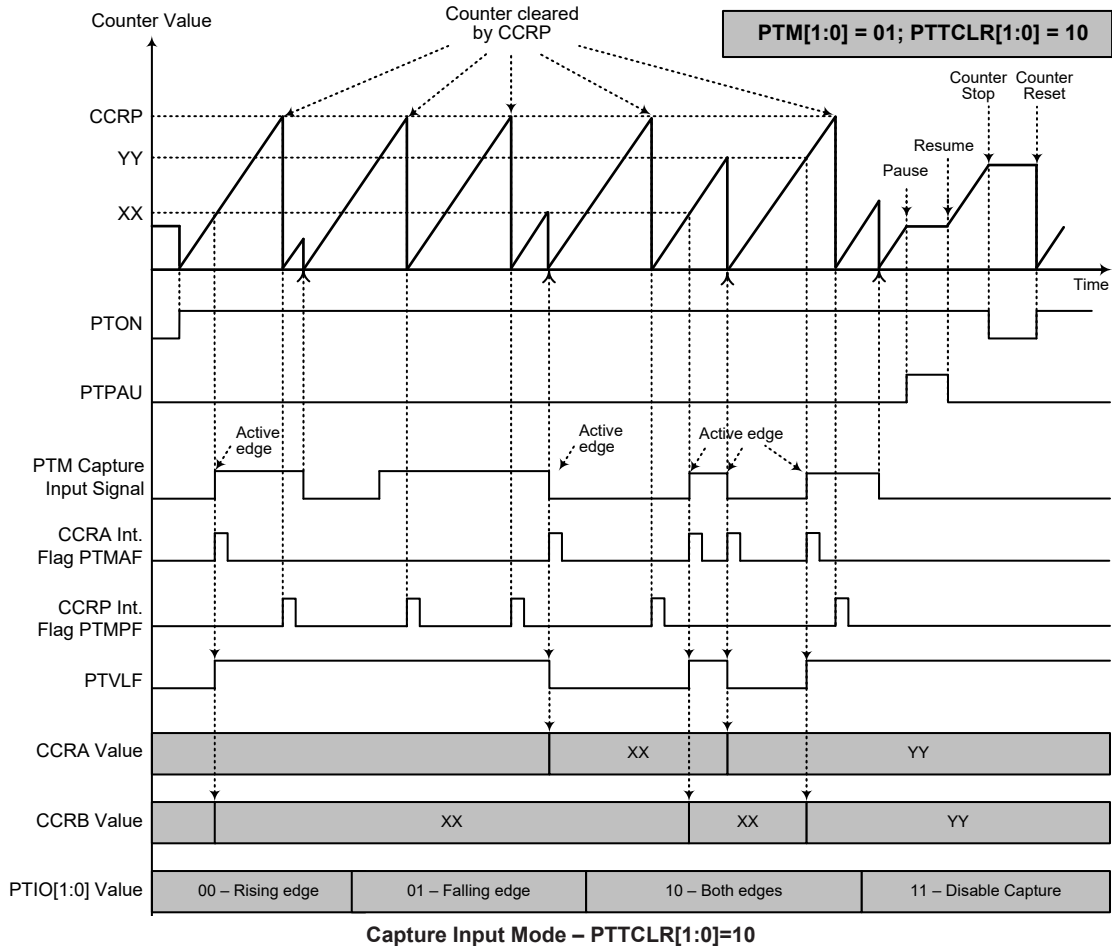 Counter Value
Counter cleared
by CCRP
PTM[1:0] = 01; PTTCLR[1:0] = 10
Counter
Stop
Counter
Reset
CCRP
YY
Resume
Pause
XX
Time
PTON
PTPAU
Active
edge
Active
edge
Active edge
PTM Capture
Input Signal
CCRA Int.
Flag PTMAF
CCRP Int.
Flag PTMPF
PTVLF
CCRA Value
XX
YY
CCRB Value
XX
XX
YY
PTIO[1:0] Value
00 – Rising edge
01 – Falling edge
10 – Both edges
11 – Disable Capture
Capture Input Mode – PTTCLR[1:0]=10